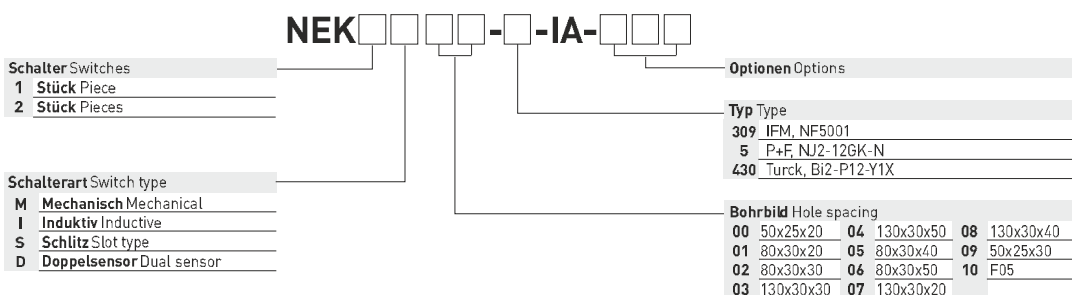 NEK□□ □□-□-IA-□□□
Schalter Switches
1 Stück Piece
2 Stück Pieces
Schalterart Switch type
M Mechanisch Mechanical
I Induktiv Inductive
S Schlitz Slot type
D Doppelsensor Dual sensor
Optionen Options
Typ Type
309 IFM, NF5001
5 P+F, NJ2-12GK-N
430 Turck, Bi2-P12-Y1X
Bohrbild Hole spacing
00 50x25x20 04 130x30x50 08 130x30x40
01 80x30x20 05 80x30x40 09 50x25x30
02 80x30x30 06 80x30x50 10 F05
03 130x30x30 07 130x30x20